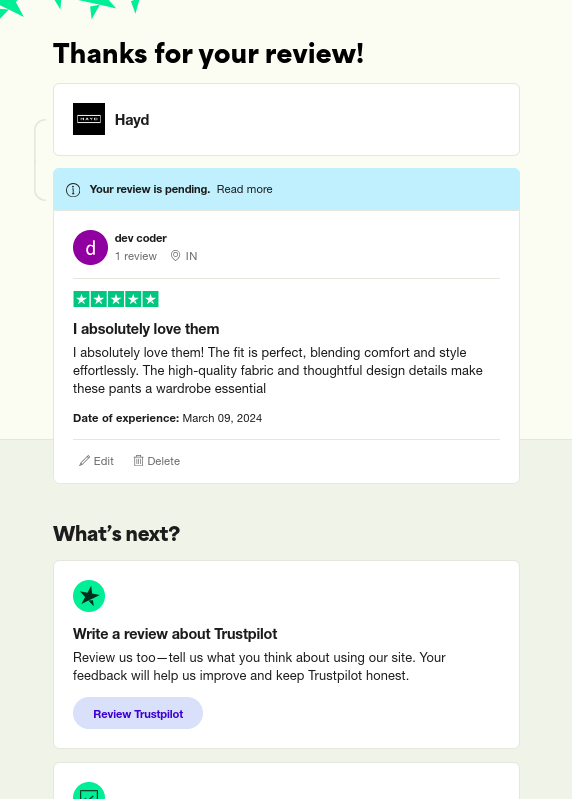 Thanks for your review!
HAYD
Hayd
Your review is pending. Read more
d
dev coder
1 review IN
I absolutely love them
I absolutely love them! The fit is perfect, blending comfort and style
effortlessly. The high-quality fabric and thoughtful design details make
these pants a wardrobe essential
Date of experience: March 09, 2024
Edit Delete
What's next?
Write a review about Trustpilot
Review us too—tell us what you think about using our site. Your
feedback will help us improve and keep Trustpilot honest.
Review Trustpilot